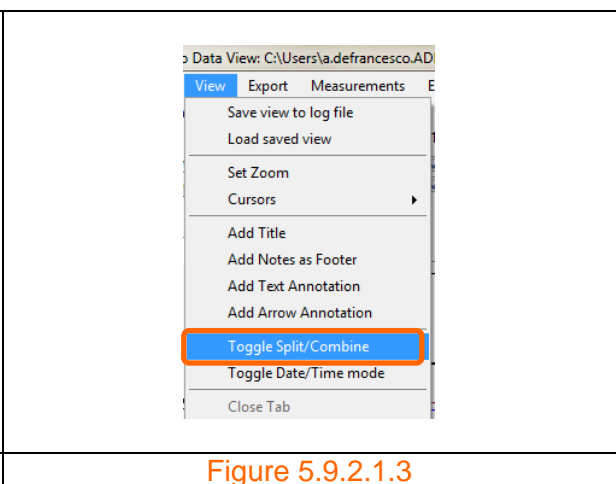 o Data View: C:\Users\a.defrancesco.AD
View Export Measurements E
Save view to log file
Load saved view
Set Zoom
Cursors
Add Title
Add Notes as Footer
Add Text Annotation
Add Arrow Annotation
Toggle Split/Combine
Toggle Date/Time mode
Close Tab
Figure 5.9.2.1.3